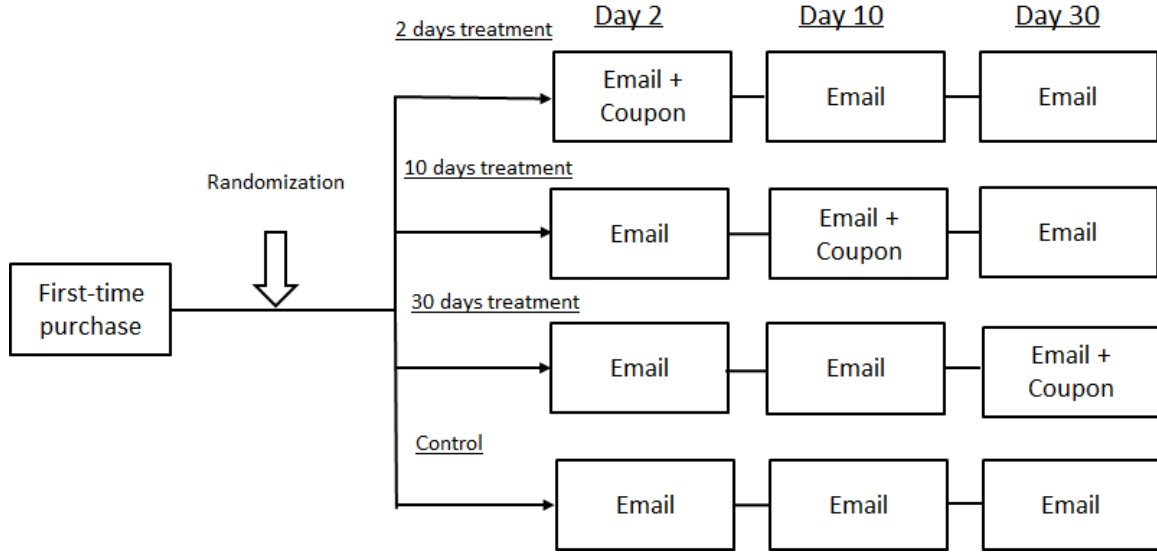 Day 2
Day 10
Day 30
2 days treatment
Email +
Coupon
Email
Email
10 days treatment
Randomization
Email
Email +
Coupon
Email
First-time
purchase
30 days treatment
Email
Email
Email +
Coupon
Control
Email
Email
Email